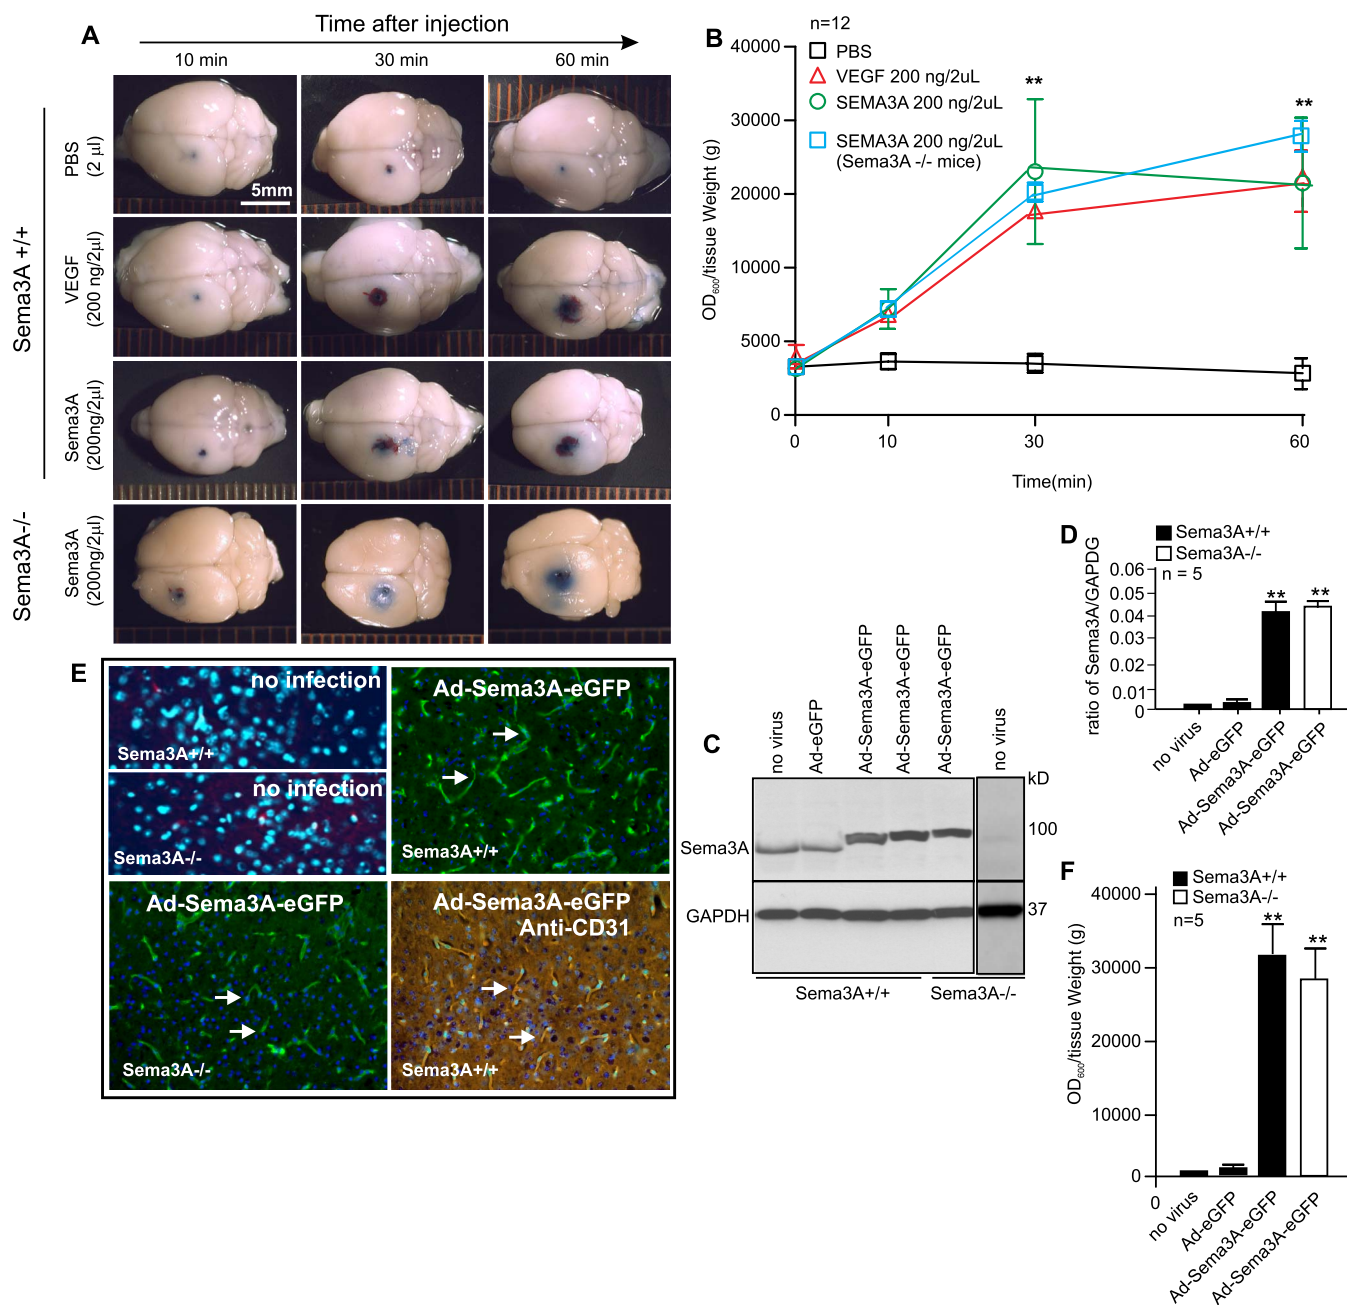 A
Time after injection
10 min
30 min
60 min
Sema3A +/+
PBS
(2 µl)
5mm
VEGF
(200 ng/2µl)
Sema3A
(200ng/2µl)
Sema3A-/-
Sema3A
(200ng/2µl)
B
n=12
PBS
VEGF 200 ng/2uL
SEMA3A 200 ng/2uL
SEMA3A 200 ng/2uL
(Sema3A -/- mice)
**
**
OD600/tissue Weight (g)
40000
30000
20000
10000
5000
0
0
10
30
60
Time(min)
C
no virus
Ad-eGFP
Ad-Sema3A-eGFP
Ad-Sema3A-eGFP
Ad-Sema3A-eGFP
no virus
kD
100
37
Sema3A
GAPDH
Sema3A+/+
Sema3A-/-
D
Sema3A+/+
Sema3A-/-
n = 5
ratio of Sema3A/GAPDG
0.06
0.04
0.03
0.02
0.01
0
**
**
no virus
Ad-eGFP
Ad-Sema3A-eGFP
Ad-Sema3A-eGFP
E
no infection
Sema3A+/+
no infection
Sema3A-/-
Ad-Sema3A-eGFP
Sema3A+/+
Ad-Sema3A-eGFP
Sema3A-/-
Ad-Sema3A-eGFP
Anti-CD31
Sema3A+/+
F
Sema3A+/+
Sema3A-/-
n=5
**
**
OD600/tissue Weight (g)
40000
30000
20000
10000
0
0
no virus
Ad-eGFP
Ad-Sema3A-eGFP
Ad-Sema3A-eGFP